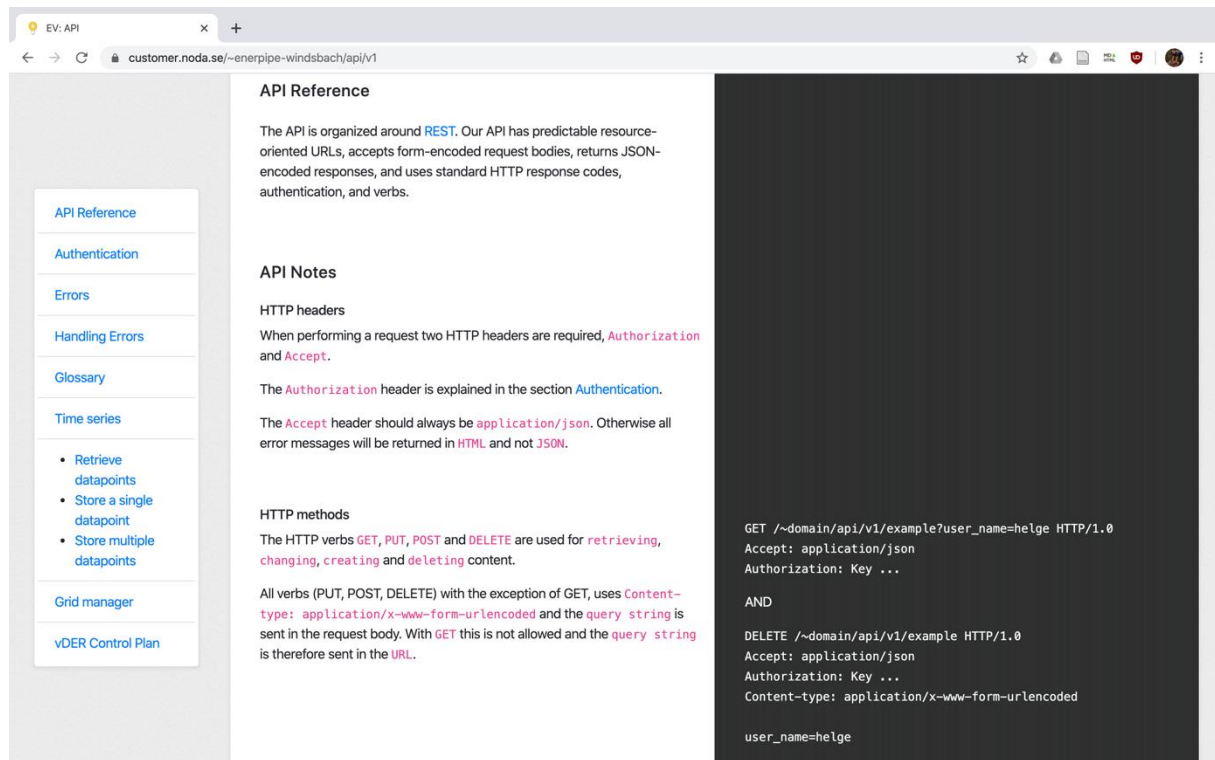 EV: API
customer.noda.se/~enerpipe-windsbach/api/v1
API Reference
Authentication
Errors
Handling Errors
Glossary
Time series
• Retrieve
datapoints
• Store a single
datapoint
• Store multiple
datapoints
Grid manager
vDER Control Plan
API Reference
The API is organized around REST. Our API has predictable resource-
oriented URLs, accepts form-encoded request bodies, returns JSON-
encoded responses, and uses standard HTTP response codes,
authentication, and verbs.
API Notes
HTTP headers
When performing a request two HTTP headers are required, Authorization
and Accept.
The Authorization header is explained in the section Authentication.
The Accept header should always be application/json. Otherwise all
error messages will be returned in HTML and not JSON.
HTTP methods
The HTTP verbs GET, PUT, POST and DELETE are used for retrieving,
changing, creating and deleting content.
All verbs (PUT, POST, DELETE) with the exception of GET, uses Content-
type: application/x-www-form-urlencoded and the query string is
sent in the request body. With GET this is not allowed and the query string
is therefore sent in the URL.
GET /~domain/api/v1/example?user_name=helge HTTP/1.0
Accept: application/json
Authorization: Key ...
AND
DELETE /~domain/api/v1/example HTTP/1.0
Accept: application/json
Authorization: Key ...
Content-type: application/x-www-form-urlencoded
user_name=helge